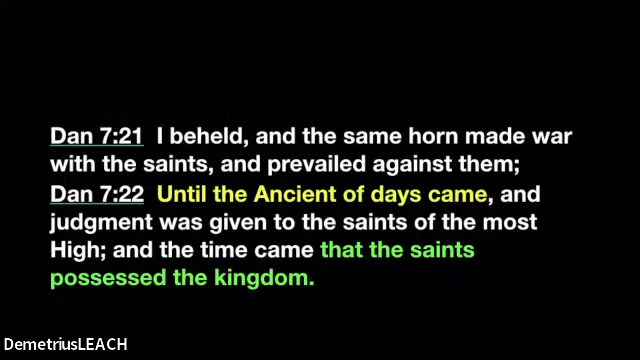 Dan 7:21  I beheld, and the same horn made war
with the saints, and prevailed against them;
Dan 7:22  Until the Ancient of days came, and
judgment was given to the saints of the most
High; and the time came that the saints
possessed the kingdom.
DemetriusLEACH